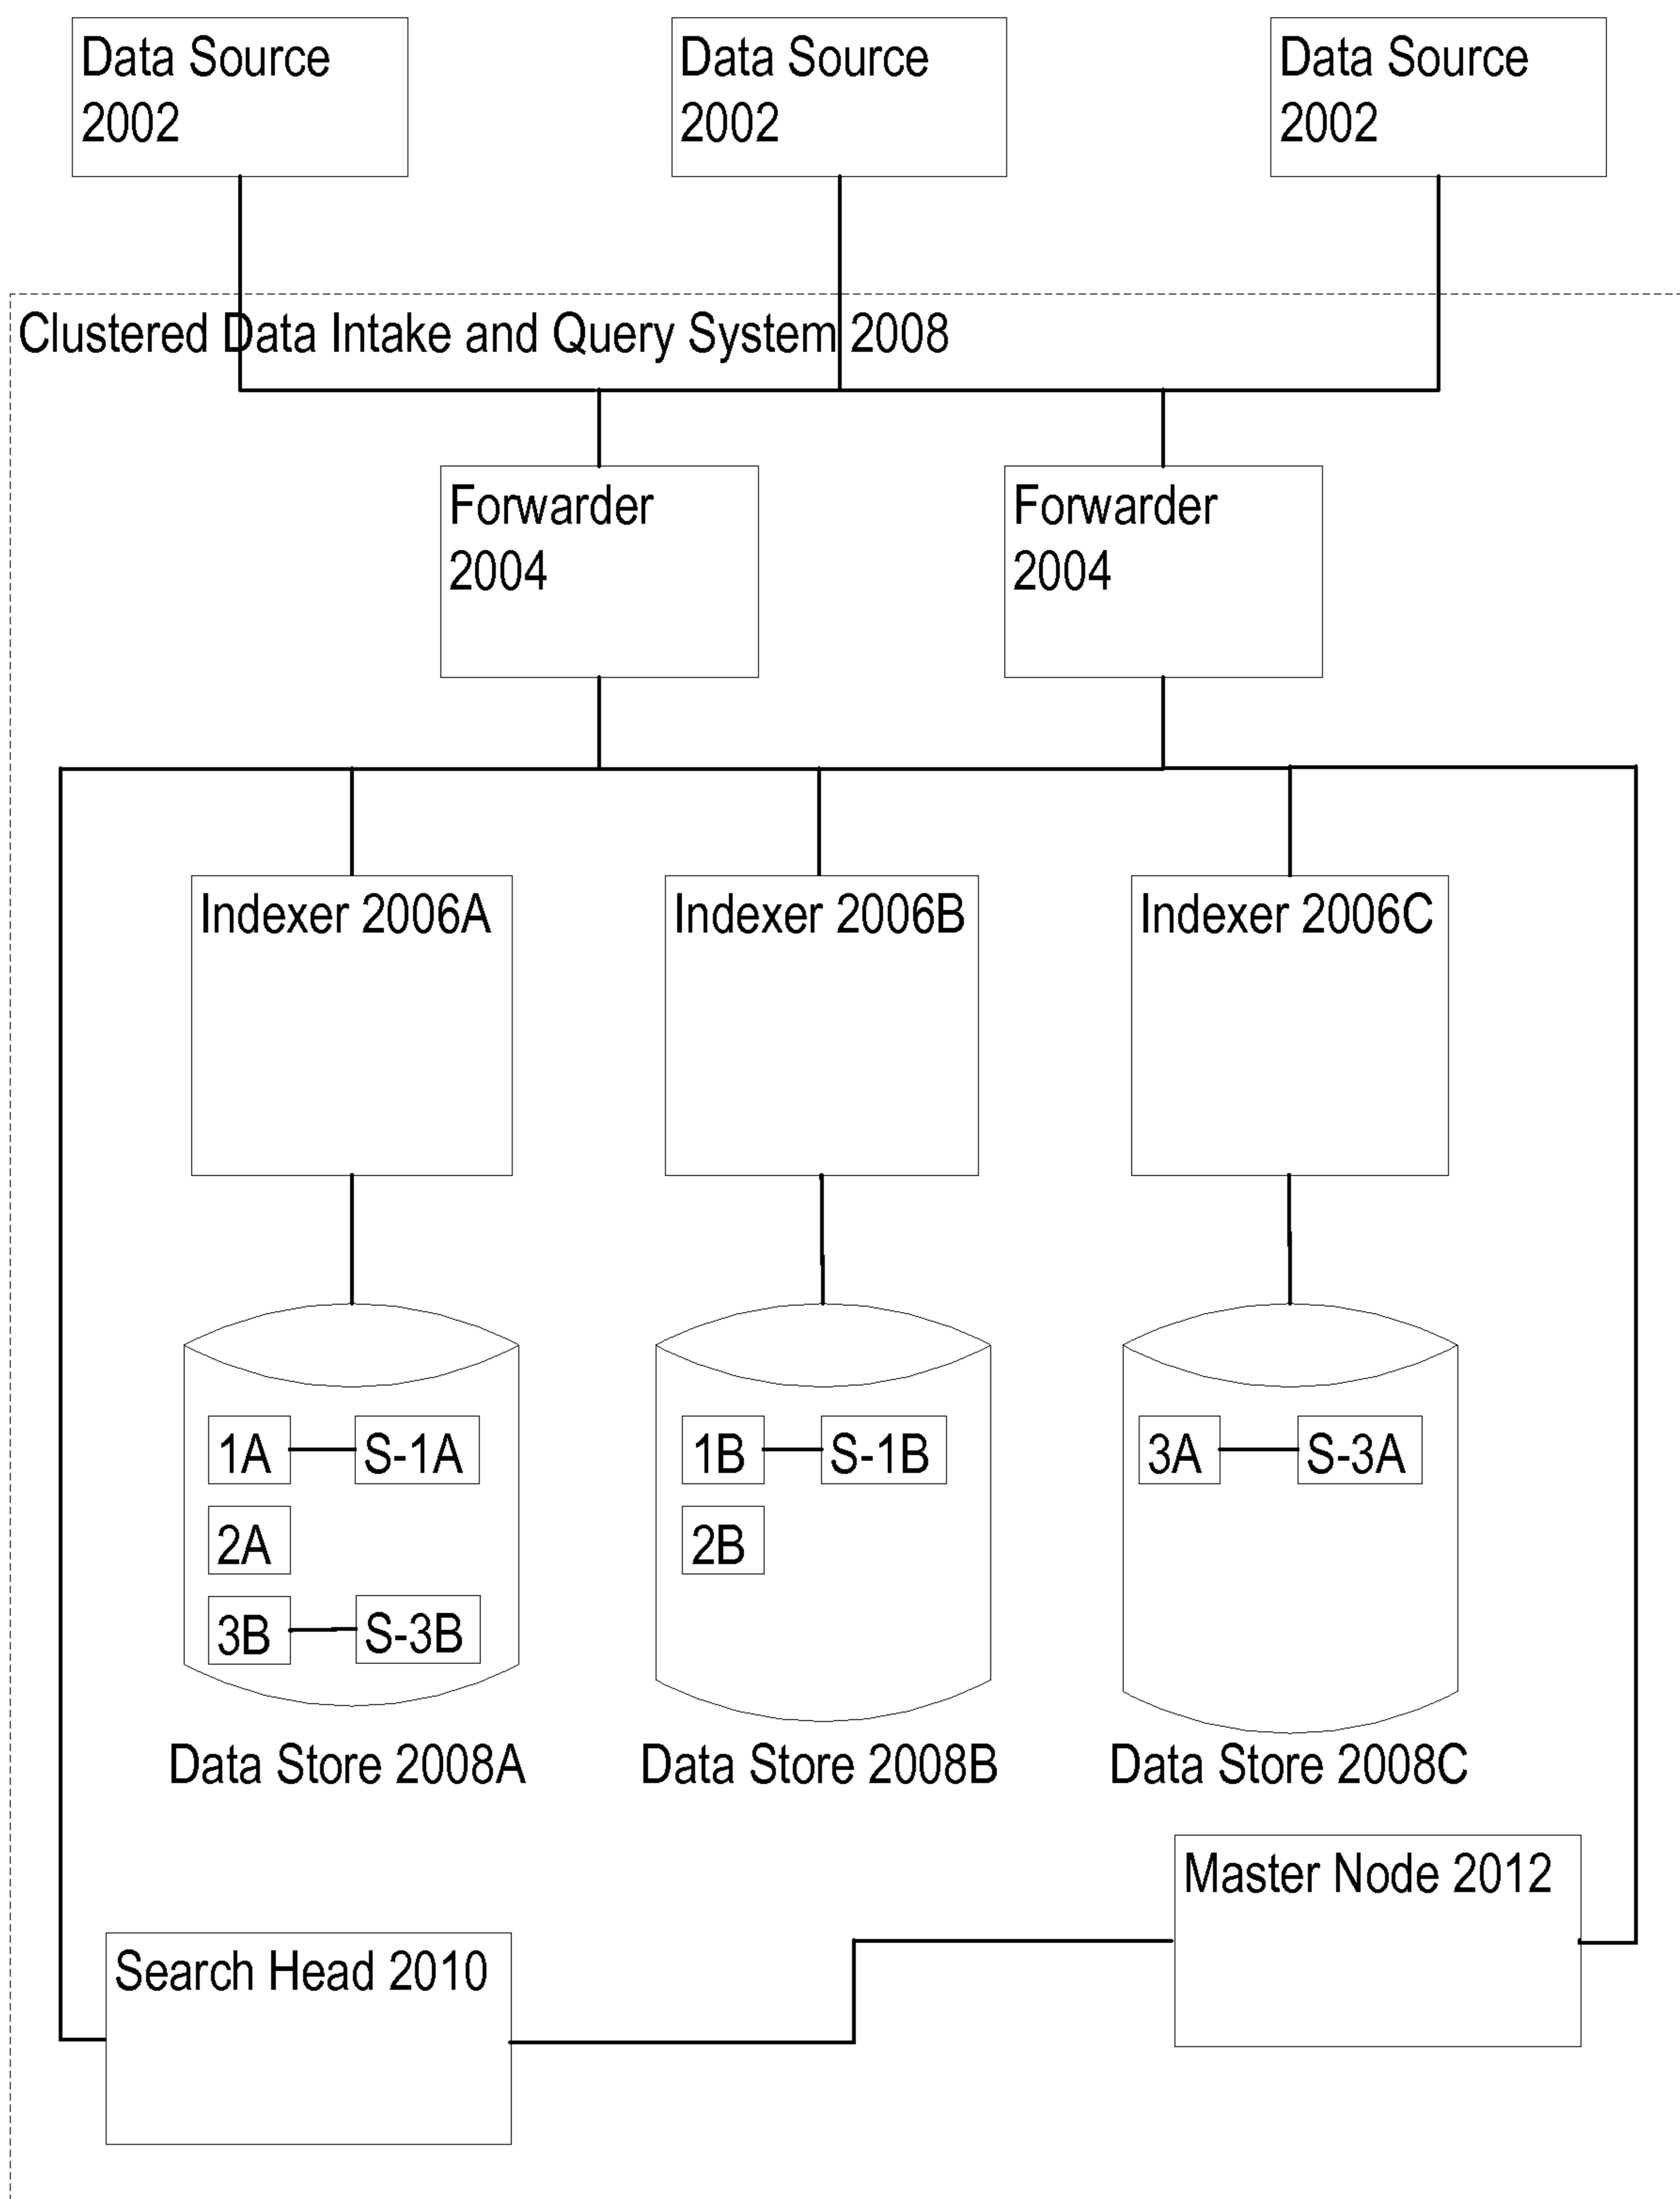 Data Source
2002
Data Source
2002
Data Source
2002
Clustered Data Intake and Query System 2008
Forwarder
2004
Forwarder
2004
Indexer 2006A
Indexer 2006B
Indexer 2006C
1A
S-1A
2A
3B
S-3B
1B
S-1B
2B
3A
S-3A
Data Store 2008A
Data Store 2008B
Data Store 2008C
Master Node 2012
Search Head 2010